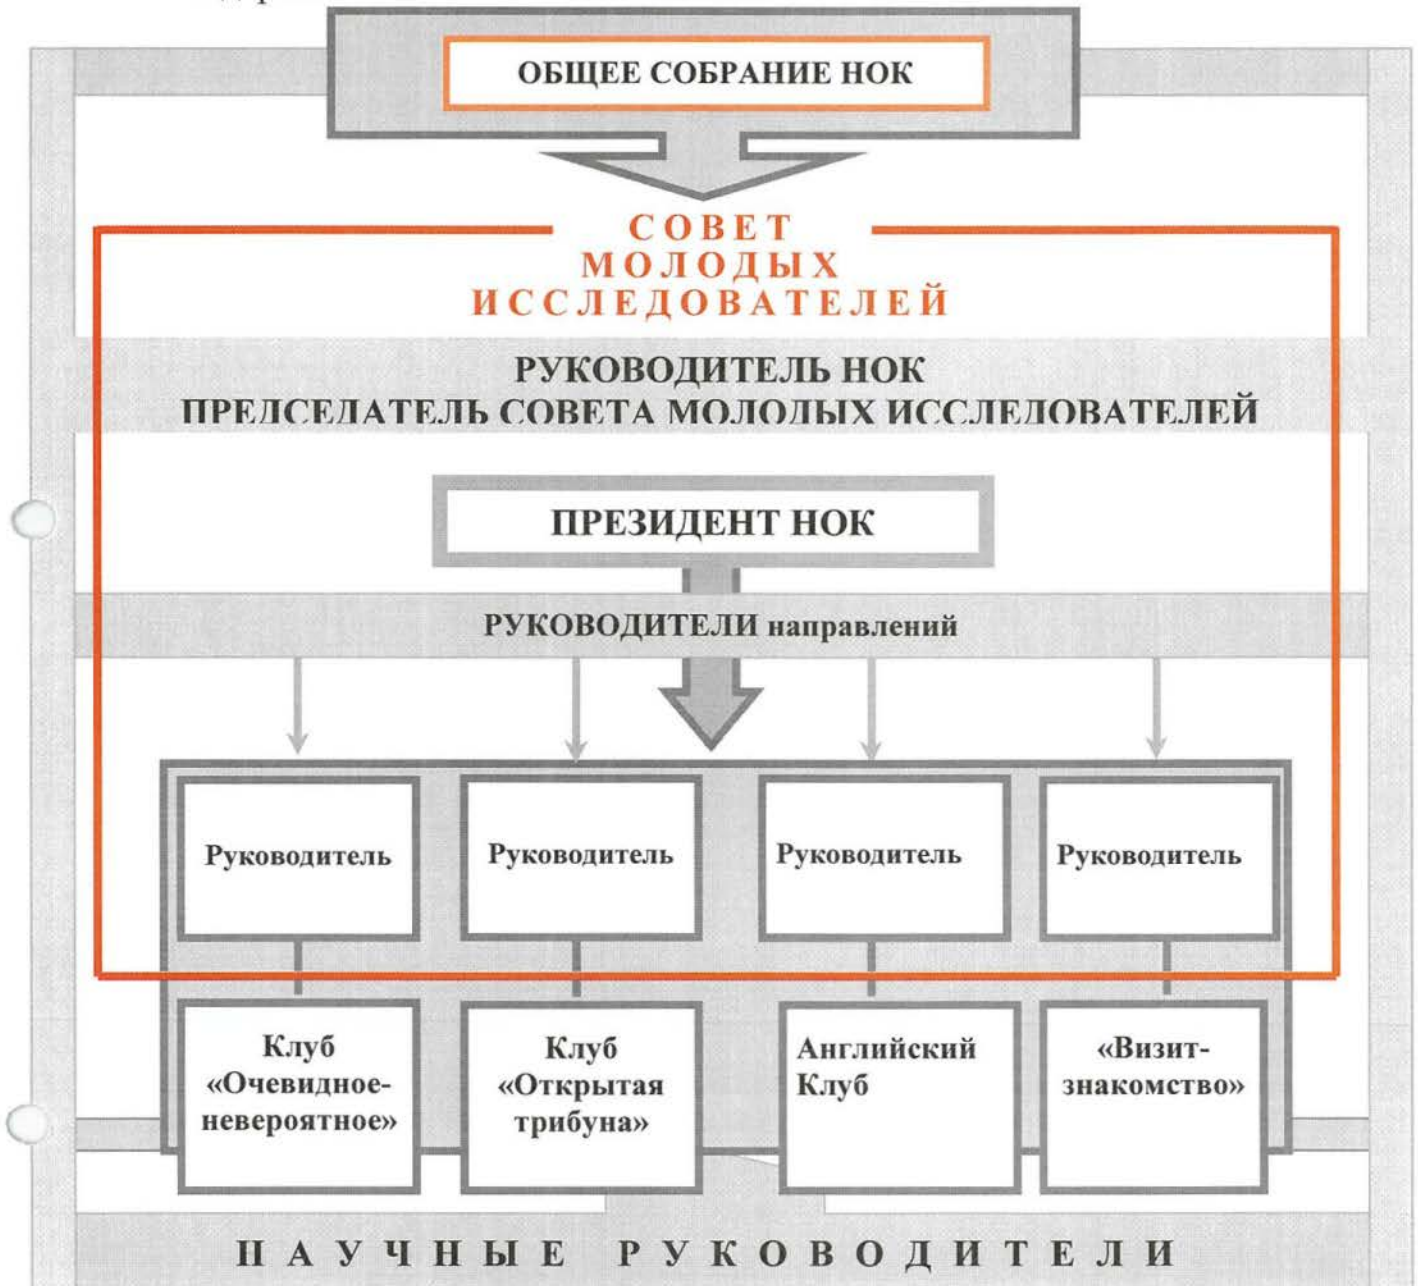 ОБЩЕЕ СОБРАНИЕ НОК
СОВЕТ
МОЛОДЫХ
ИССЛЕДОВАТЕЛЕЙ
РУКОВОДИТЕЛЬ НОК
ПРЕДСЕДАТЕЛЬ СОВЕТА МОЛОДЫХ ИССЛЕДОВАТЕЛЕЙ
ПРЕЗИДЕНТ НОК
РУКОВОДИТЕЛИ направлений
Руководитель
Руководитель
Руководитель
Руководитель
Клуб
«Очевидное-
невероятное»
Клуб
«Открытая
трибуна»
Английский
Клуб
«Визит-
знакомство»
НАУЧНЫЕ РУКОВОДИТЕЛИ